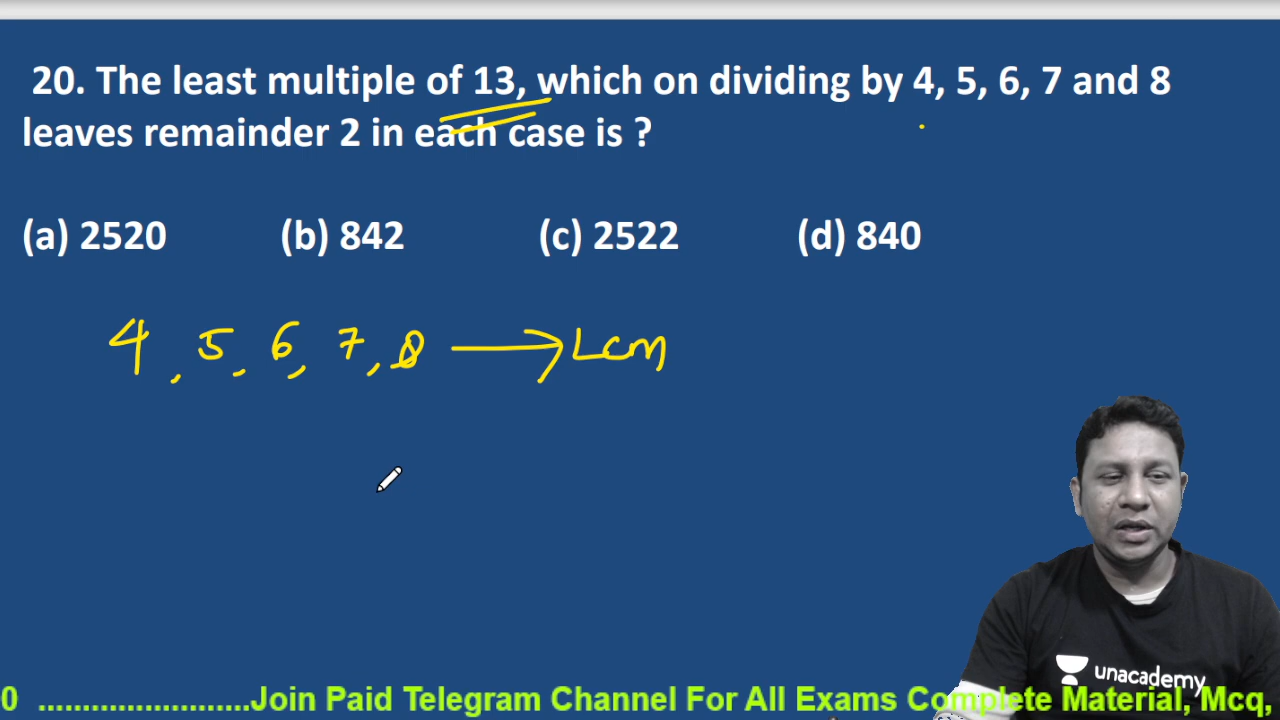 20. The least multiple of 13, which on dividing by 4, 5, 6, 7 and 8
leaves remainder 2 in each case is ?
(a) 2520 (b) 842 (c) 2522 (d) 840
4, 5, 6, 7, 8 → LCM
unacademy
0 ........................Join Paid Telegram Channel For All Exams Complete Material, Mcq,